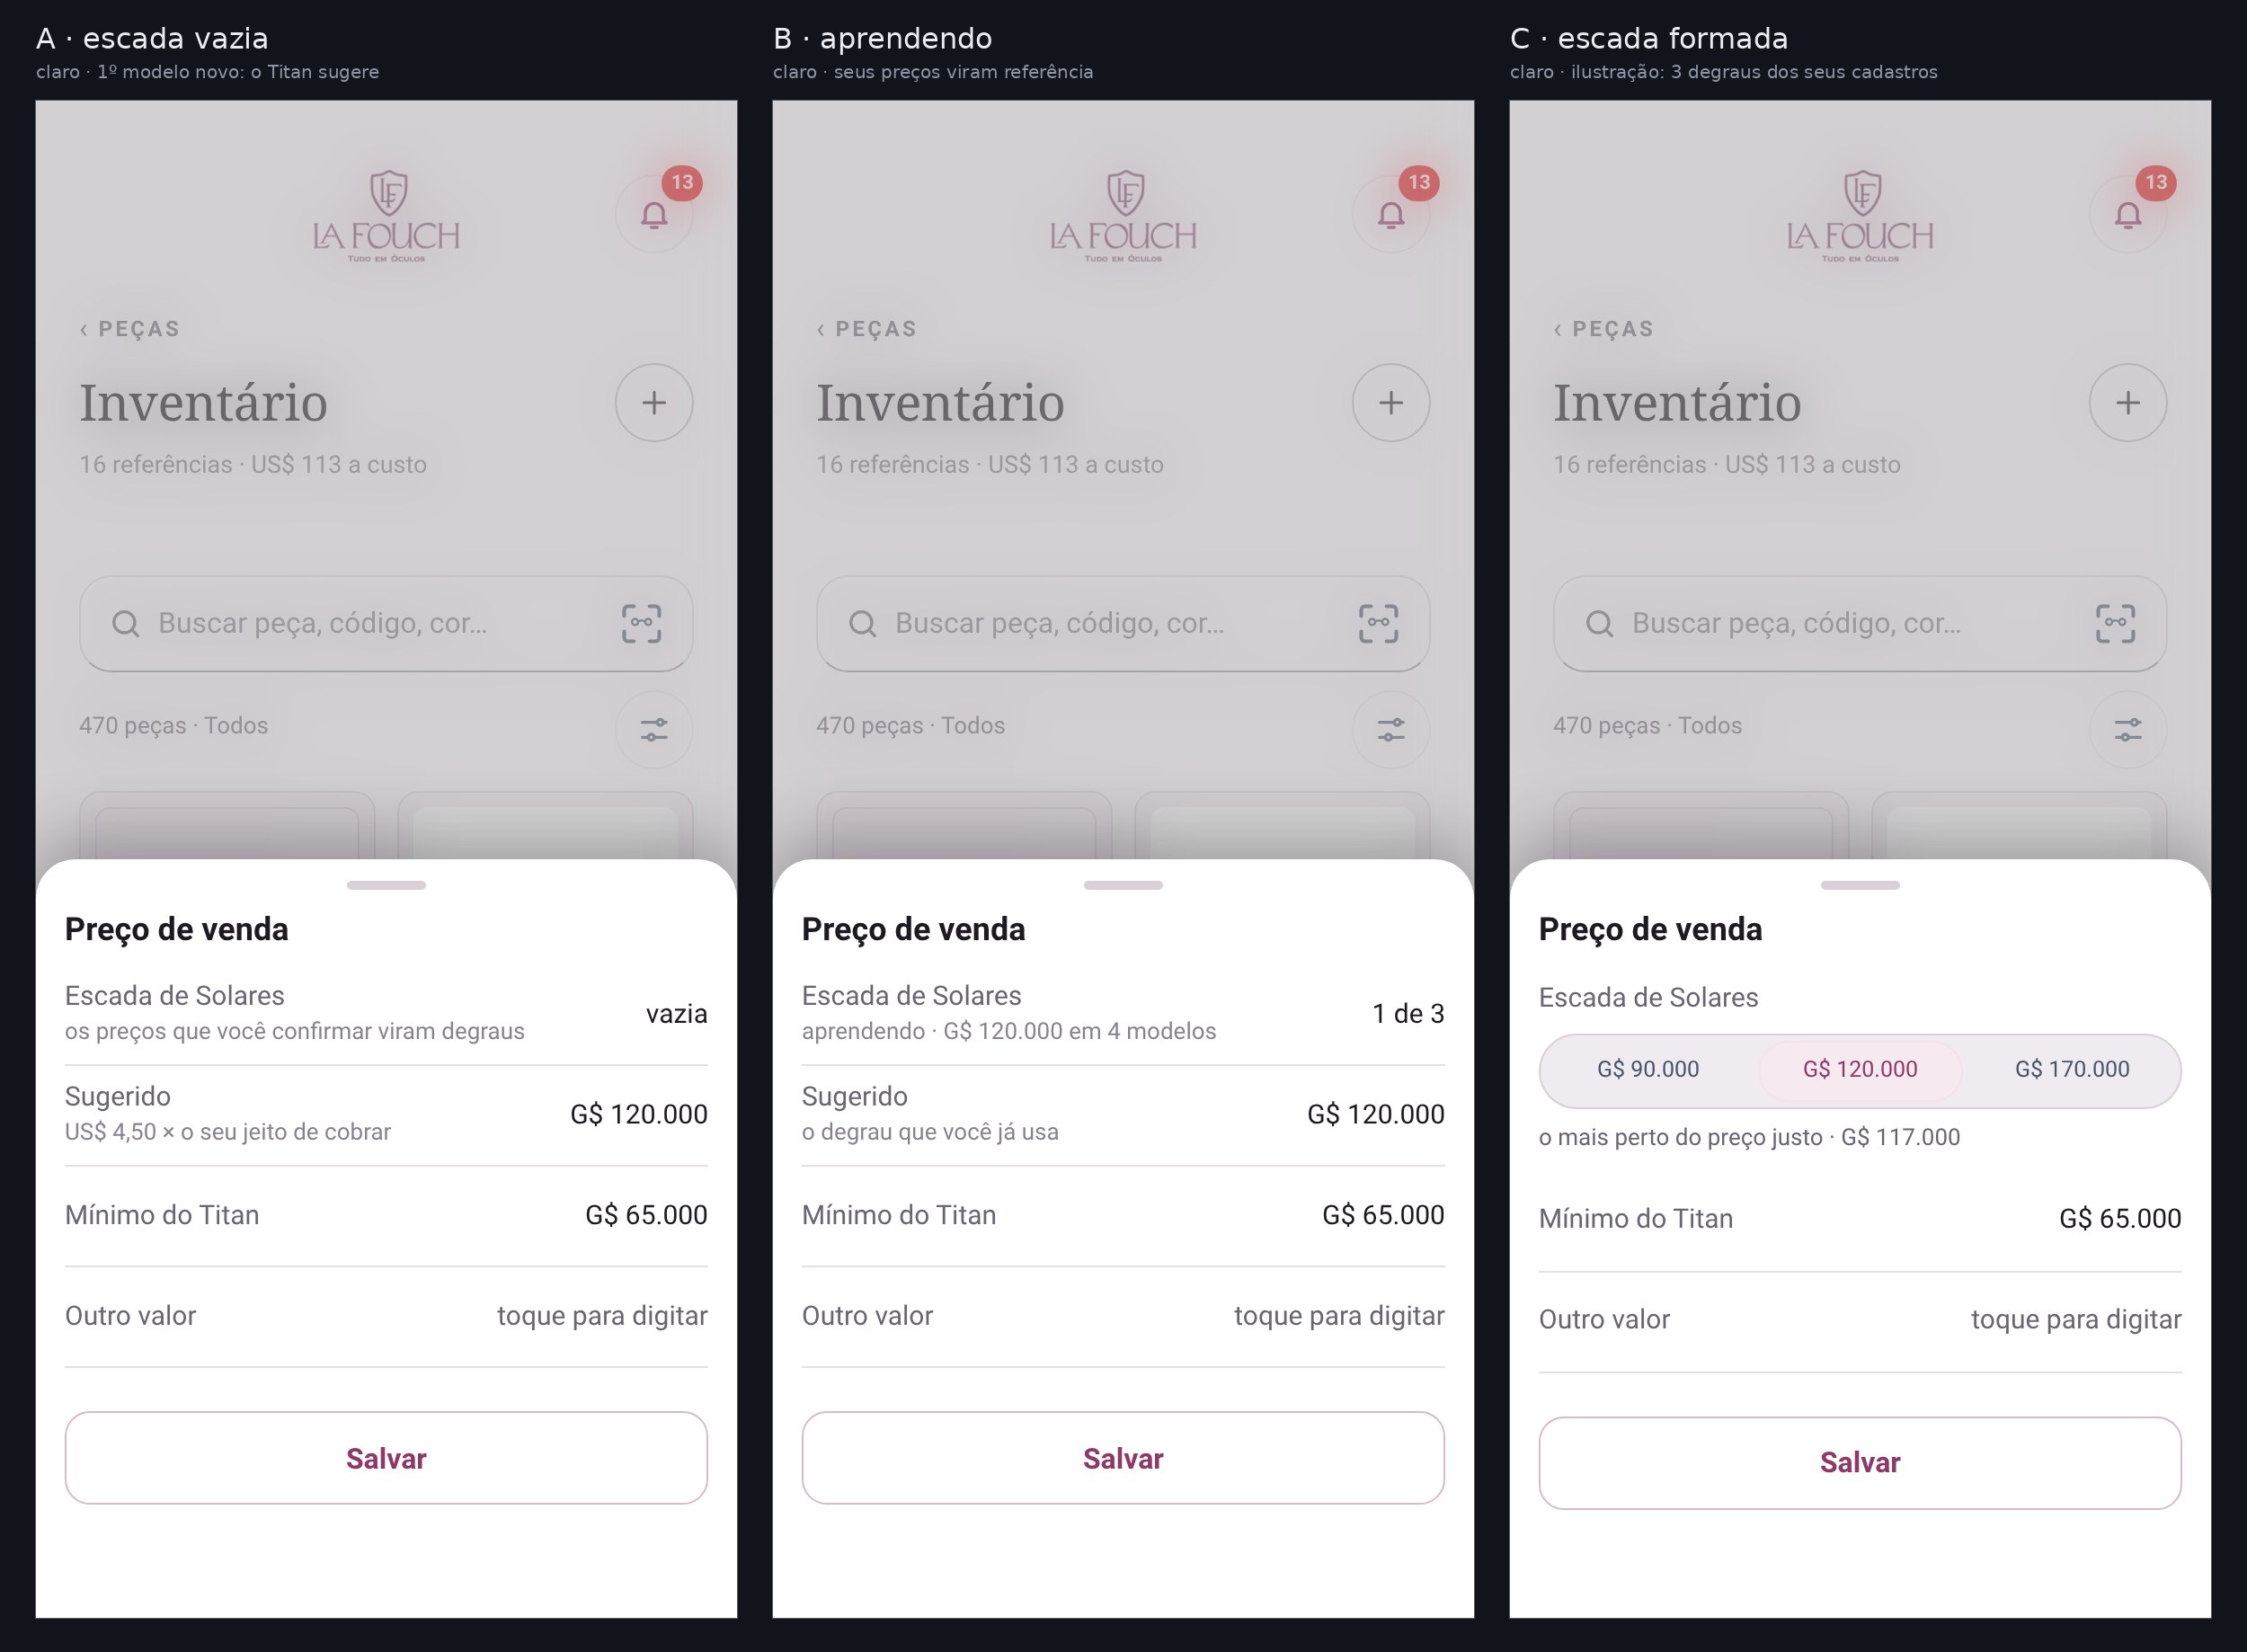 A · escada vazia
claro · 1º modelo novo: o Titan sugere
13
LF
LA FOUCH
Tudo em Óculos
‹ PEÇAS
Inventário
16 referências · US$ 113 a custo
Buscar peça, código, cor...
470 peças · Todos
Preço de venda
Escada de Solares
os preços que você confirmar viram degraus
vazia
Sugerido
US$ 4,50 × o seu jeito de cobrar
G$ 120.000
Mínimo do Titan
G$ 65.000
Outro valor
toque para digitar
Salvar
B · aprendendo
claro · seus preços viram referência
13
LF
LA FOUCH
Tudo em Óculos
‹ PEÇAS
Inventário
16 referências · US$ 113 a custo
Buscar peça, código, cor...
470 peças · Todos
Preço de venda
Escada de Solares
aprendendo · G$ 120.000 em 4 modelos
1 de 3
Sugerido
o degrau que você já usa
G$ 120.000
Mínimo do Titan
G$ 65.000
Outro valor
toque para digitar
Salvar
C · escada formada
claro · ilustração: 3 degraus dos seus cadastros
13
LF
LA FOUCH
Tudo em Óculos
‹ PEÇAS
Inventário
16 referências · US$ 113 a custo
Buscar peça, código, cor...
470 peças · Todos
Preço de venda
Escada de Solares
G$ 90.000
G$ 120.000
G$ 170.000
o mais perto do preço justo · G$ 117.000
Mínimo do Titan
G$ 65.000
Outro valor
toque para digitar
Salvar